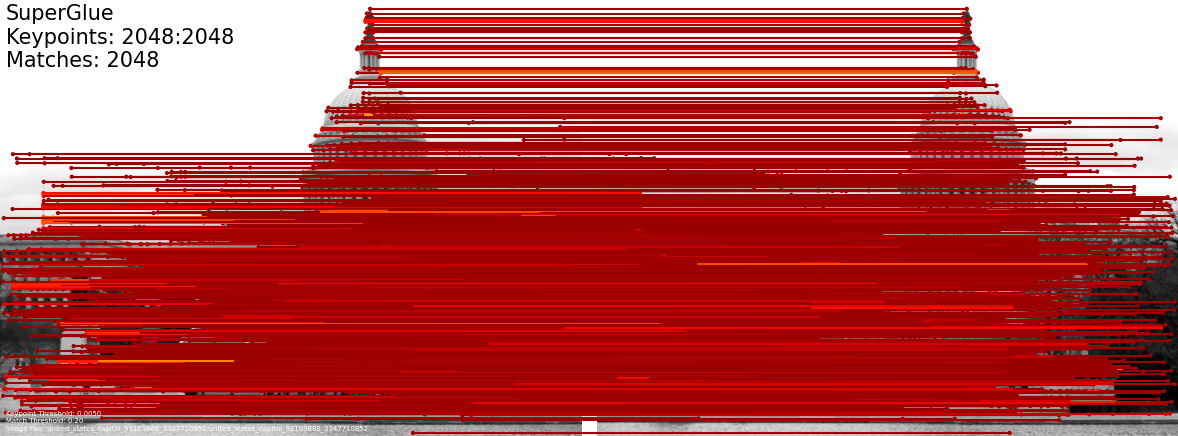 SuperGlue
Keypoints: 2048:2048
Matches: 2048
Keypoint Threshold: 0.0050
Match Threshold: 0.20
Image Pair: united_states_capitol_98169888_3347710852:united_states_capitol_98169888_3347710852